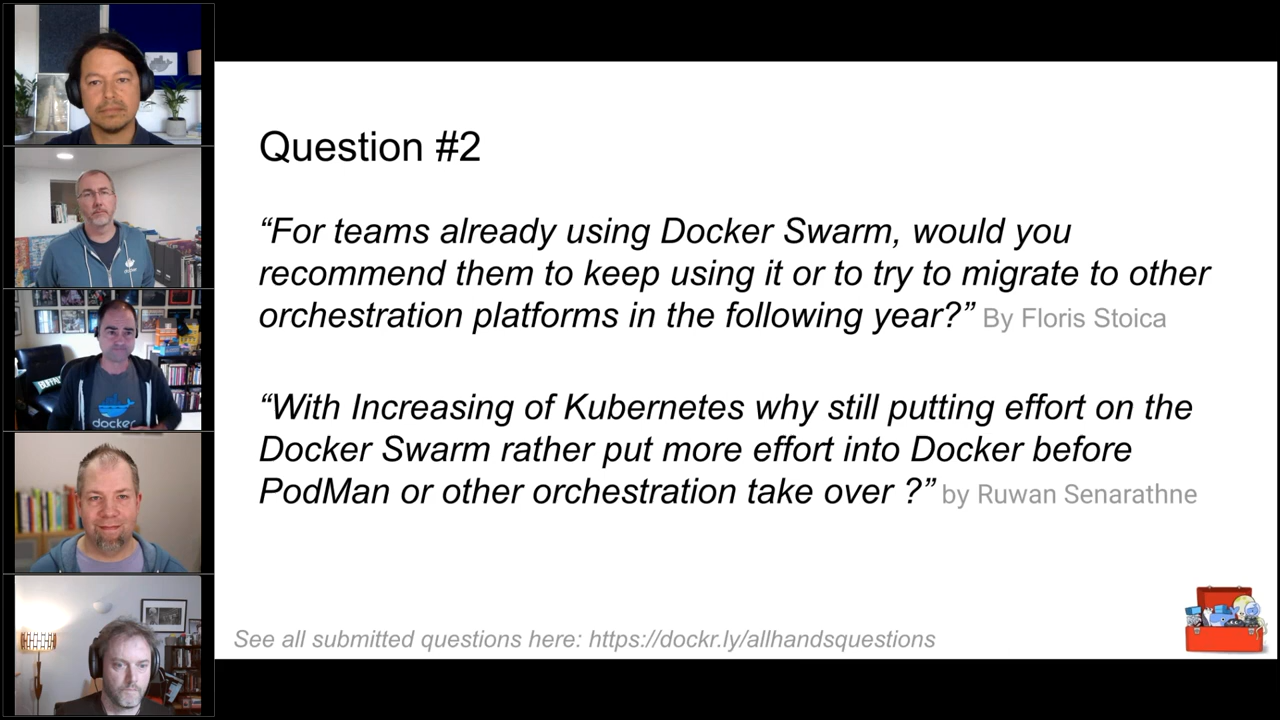 Question #2
“For teams already using Docker Swarm, would you
recommend them to keep using it or to try to migrate to other
orchestration platforms in the following year?” By Floris Stoica
“With Increasing of Kubernetes why still putting effort on the
Docker Swarm rather put more effort into Docker before
PodMan or other orchestration take over ?” by Ruwan Senarathne
See all submitted questions here: https://dockr.ly/allhandsquestions
docker